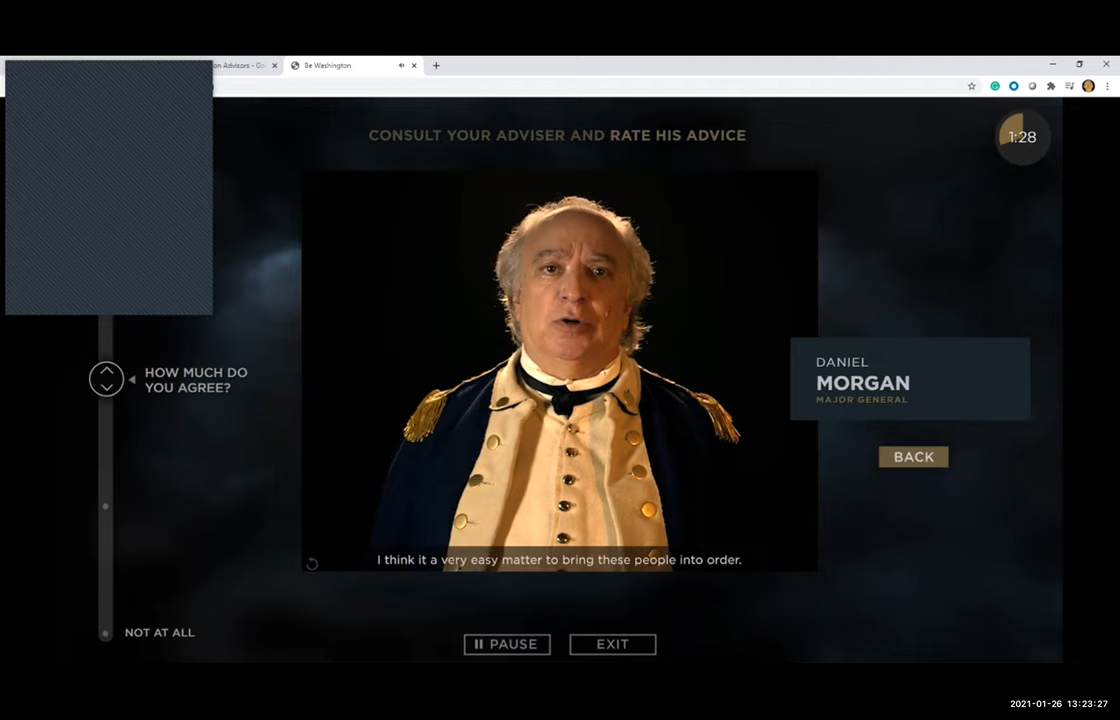 on Advisors - Go
Be Washington
CONSULT YOUR ADVISER AND RATE HIS ADVICE
1:28
HOW MUCH DO
YOU AGREE?
DANIEL
MORGAN
MAJOR GENERAL
BACK
I think it a very easy matter to bring these people into order.
NOT AT ALL
PAUSE
EXIT
2021-01-26 13:23:27